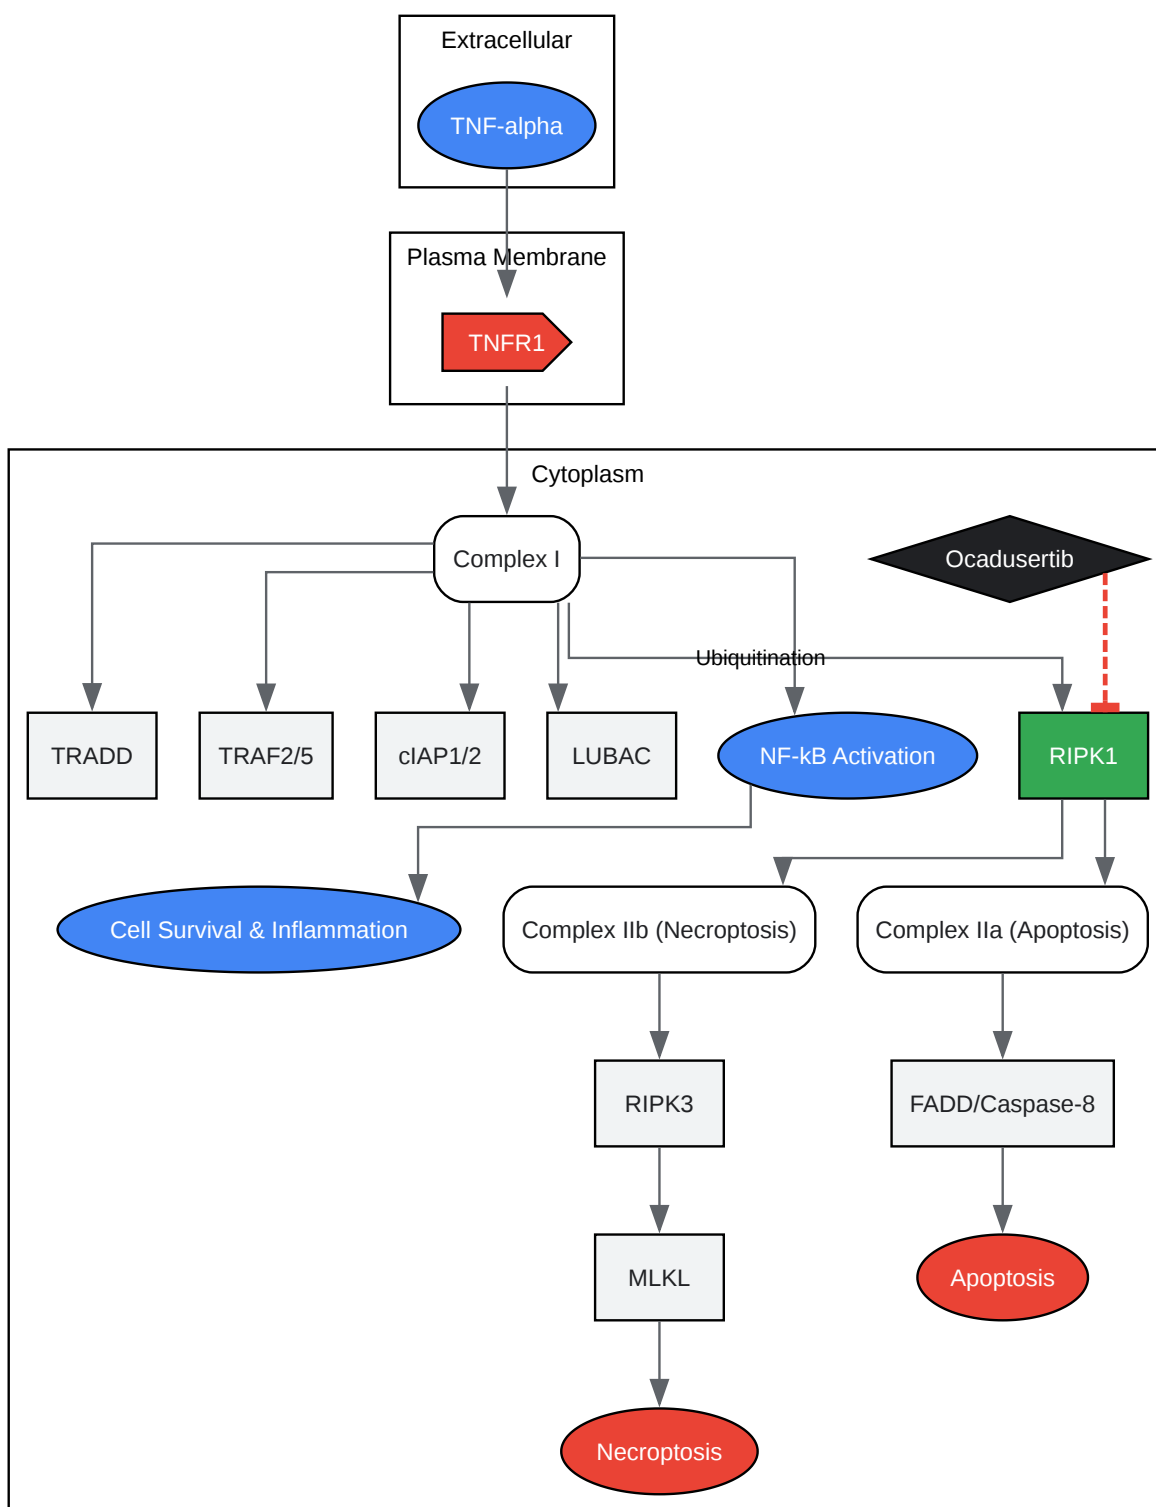 Extracellular
TNF-alpha
Plasma Membrane
TNFR1
Cytoplasm
Complex I
Ocadusertib
Ubiquitination
TRADD
TRAF2/5
cIAP1/2
LUBAC
NF-kB Activation
RIPK1
Cell Survival & Inflammation
Complex IIb (Necroptosis)
Complex IIa (Apoptosis)
RIPK3
FADD/Caspase-8
MLKL
Apoptosis
Necroptosis